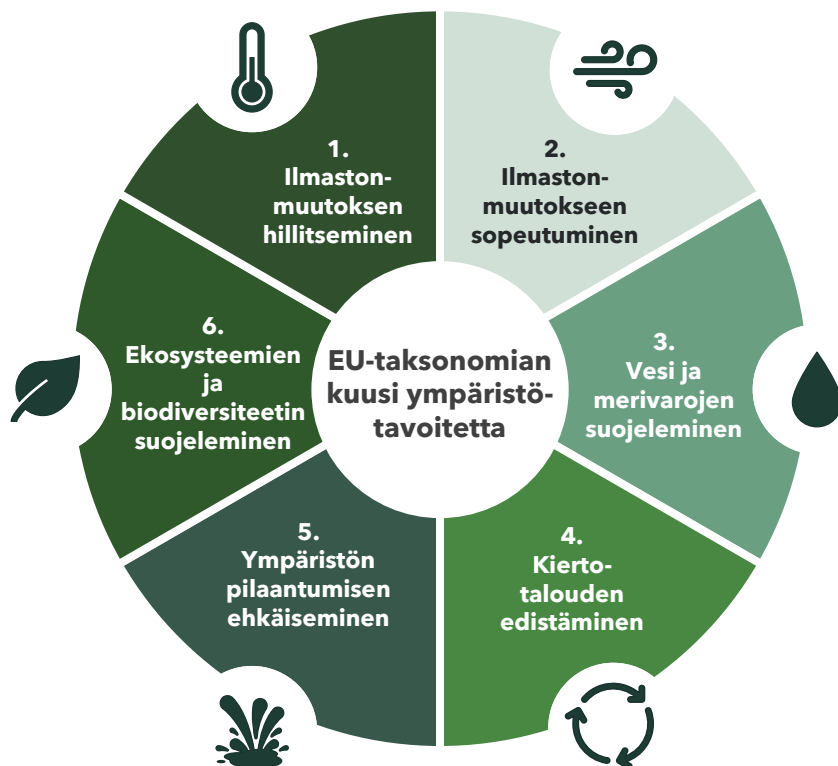 EU-taksonomian
kuusi ympäristö-
tavoitetta
1.
Ilmaston-
muutoksen
hillitseminen
2.
Ilmaston-
muutokseen
sopeutuminen
3.
Vesi ja
merivarojen
suojeleminen
4.
Kierto-
talouden
edistäminen
5.
Ympäristön
pilaantumisen
ehkäiseminen
6.
Ekosysteemien
ja
biodiversiteetin
suojeleminen